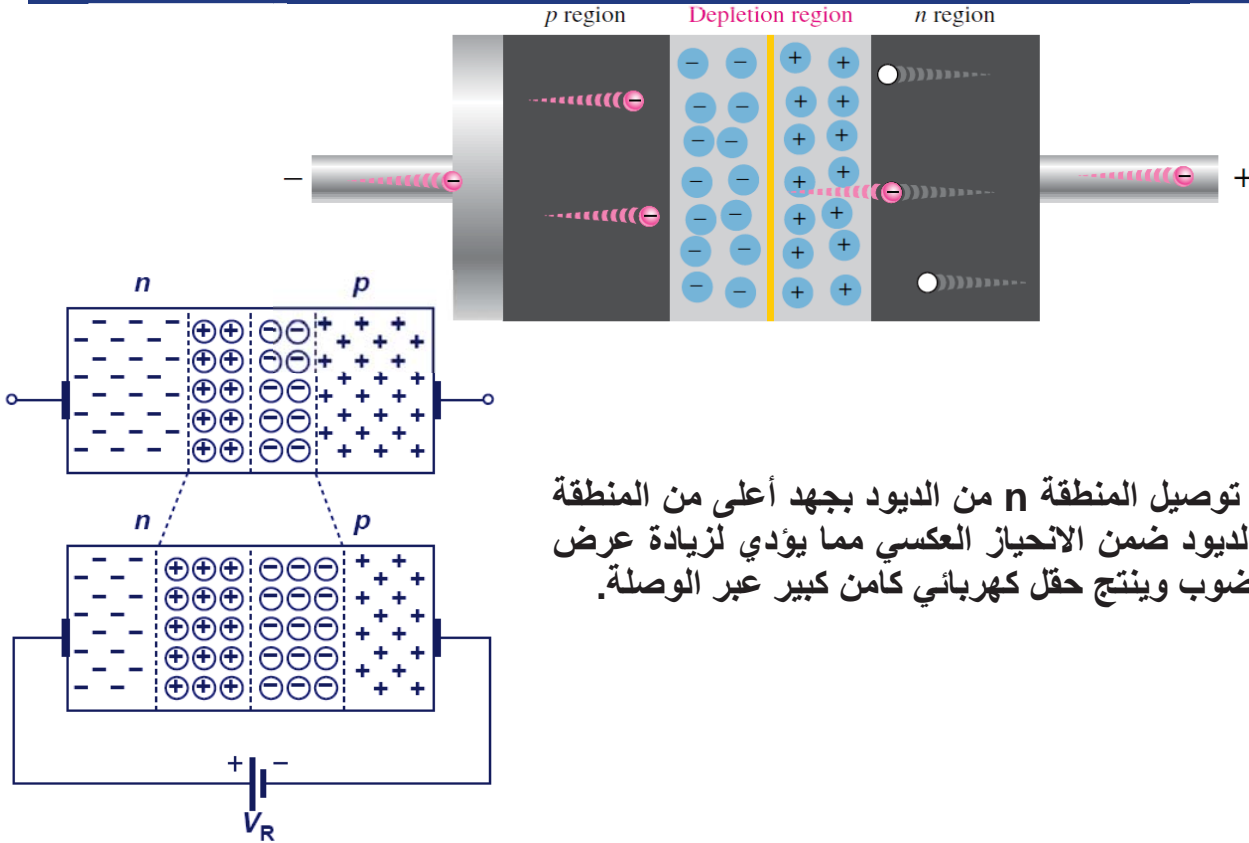 p region Depletion region n region
− +
n p
n p
توصيل المنطقة n من الديود بجهد أعلى من المنطقة
لديود ضمن الانحياز العكسي مما يؤدي لزيادة عرض
ضوب وينتج حقل كهربائي كامن كبير عبر الوصلة.
+ −
VR